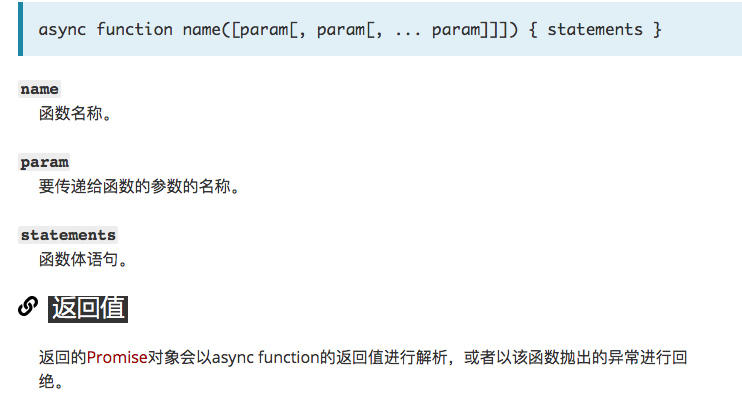 async function name([param[, param[, ... param]]]) { statements }
name
函数名称。
param
要传递给函数的参数的名称。
statements
函数体语句。
返回值
返回的Promise对象会以async function的返回值进行解析，或者以该函数抛出的异常进行回
绝。